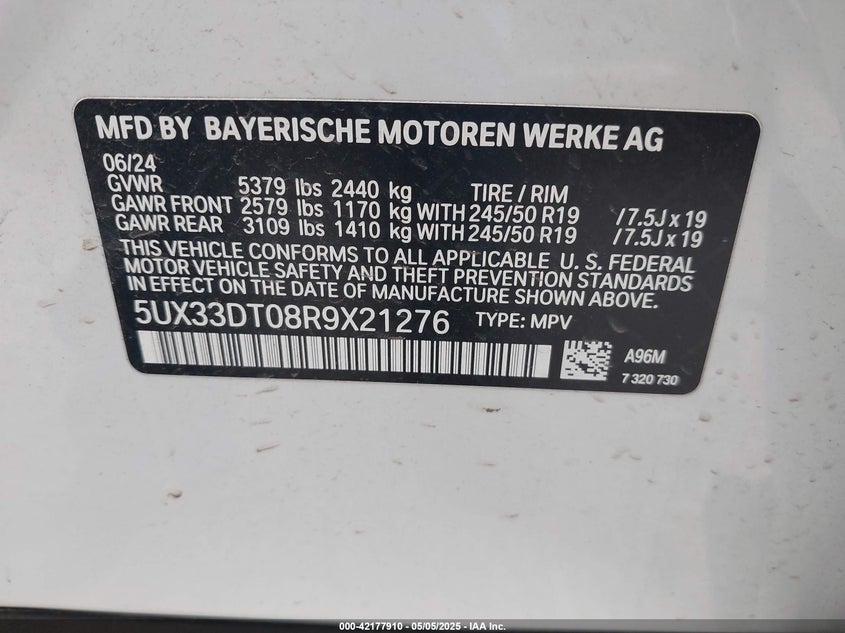 MFD BY BAYERISCHE MOTOREN WERKE AG
06/24
GVWR 5379 lbs 2440 kg TIRE / RIM
GAWR FRONT 2579 lbs 1170 kg WITH 245/50 R19 / 7.5J x 19
GAWR REAR 3109 lbs 1410 kg WITH 245/50 R19 / 7.5J x 19
THIS VEHICLE CONFORMS TO ALL APPLICABLE U. S. FEDERAL
MOTOR VEHICLE SAFETY AND THEFT PREVENTION STANDARDS
IN EFFECT ON THE DATE OF MANUFACTURE SHOWN ABOVE.
5UX33DT08R9X21276 TYPE: MPV
A96M
7 320 730
000-42177910 - 05/05/2025 - IAA Inc.